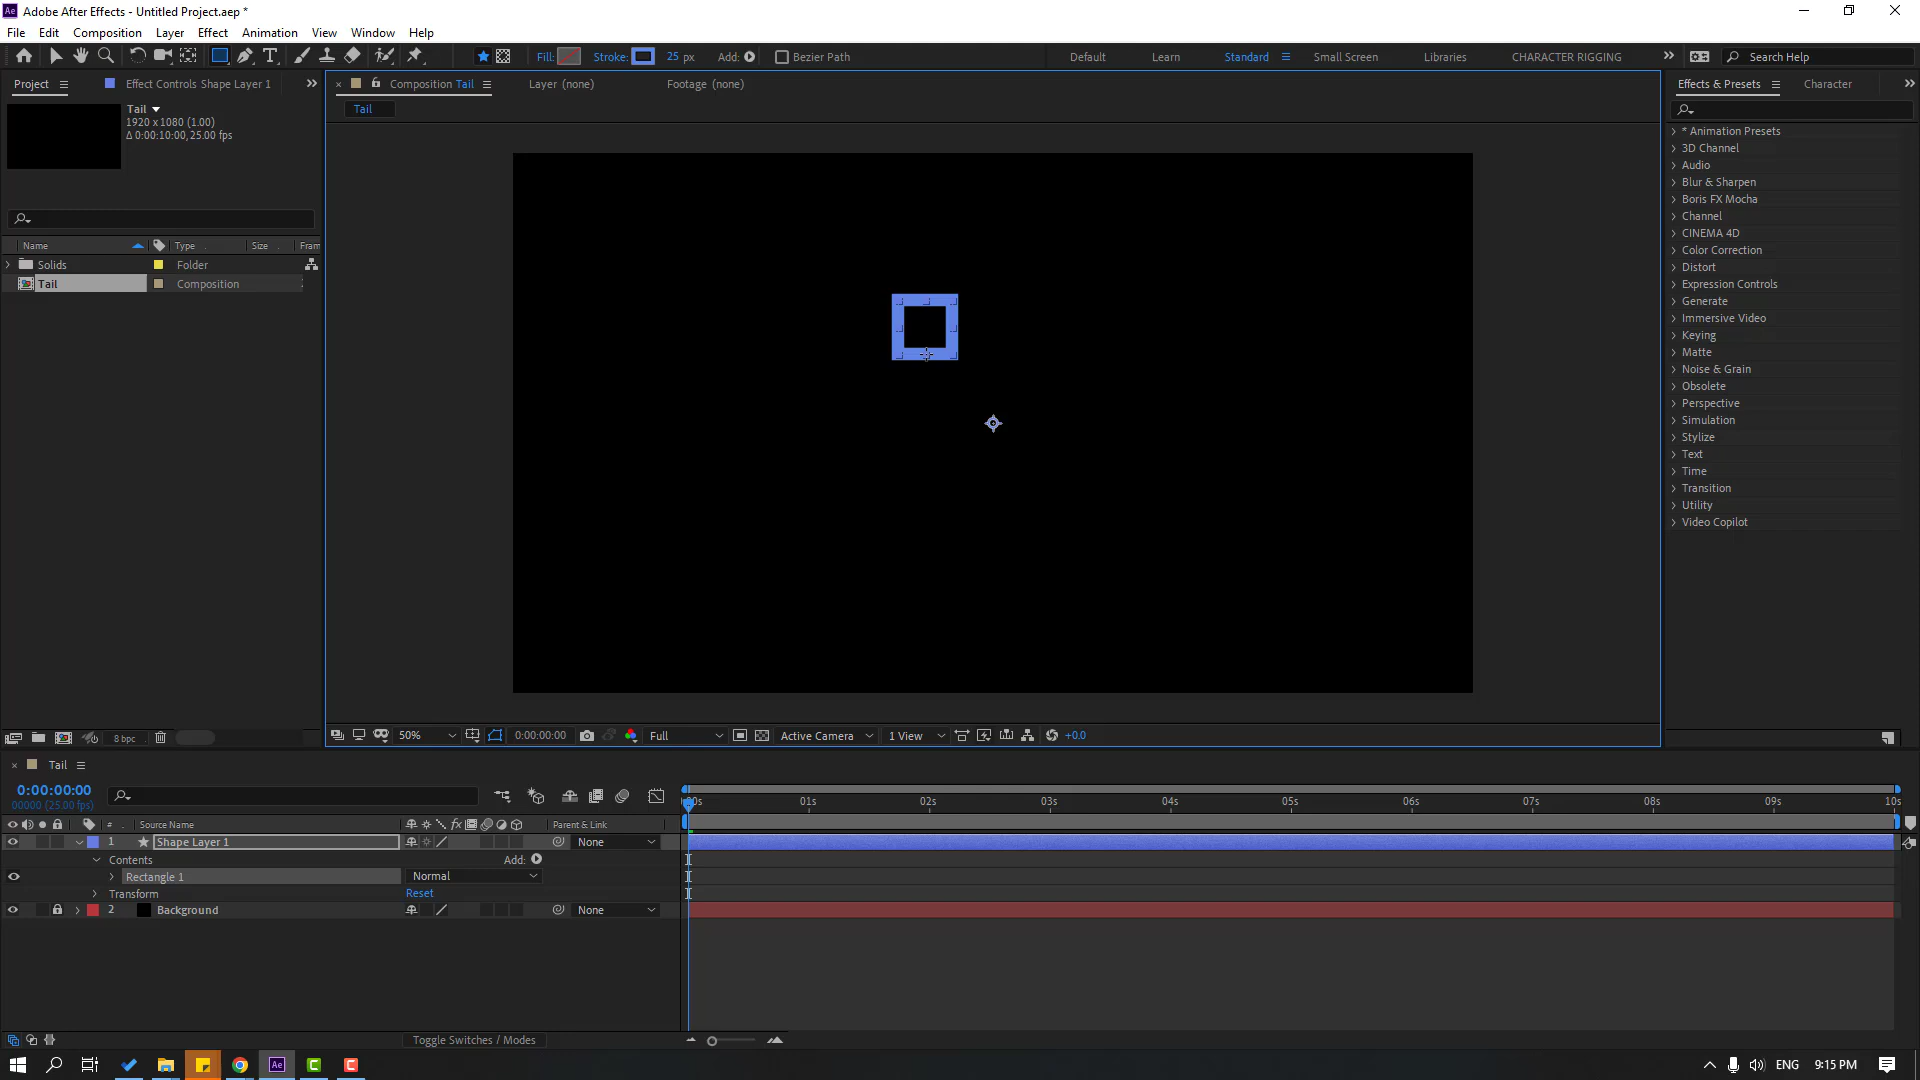 Adobe After Effects - Untitled Project.aep *
File Edit Composition Layer Effect Animation View Window Help
Fill: Stroke: 25 px Add: Bezier Path Default Learn Standard Small Screen Libraries CHARACTER RIGGING Search Help
Project Effect Controls Shape Layer 1
Composition Tail Layer (none) Footage (none)
Effects & Presets Character
Tail
1920 x 1080 (1.00)
Δ 0:00:10:00, 25.00 fps
Name Type Size Fram
Solids Folder
Tail Composition
8 bpc
Tail
50% 0:00:00:00 Full Active Camera 1 View +0.0
* Animation Presets
3D Channel
Audio
Blur & Sharpen
Boris FX Mocha
Channel
CINEMA 4D
Color Correction
Distort
Expression Controls
Generate
Immersive Video
Keying
Matte
Noise & Grain
Obsolete
Perspective
Simulation
Stylize
Text
Time
Transition
Utility
Video Copilot
Tail
0:00:00:00
00000 (25.00 fps)
00s 01s 02s 03s 04s 05s 06s 07s 08s 09s 10s
# Source Name fx Parent & Link
1 Shape Layer 1 None
Contents Add:
Rectangle 1 Normal
Transform Reset
2 Background None
Toggle Switches / Modes
Ae ENG 9:15 PM